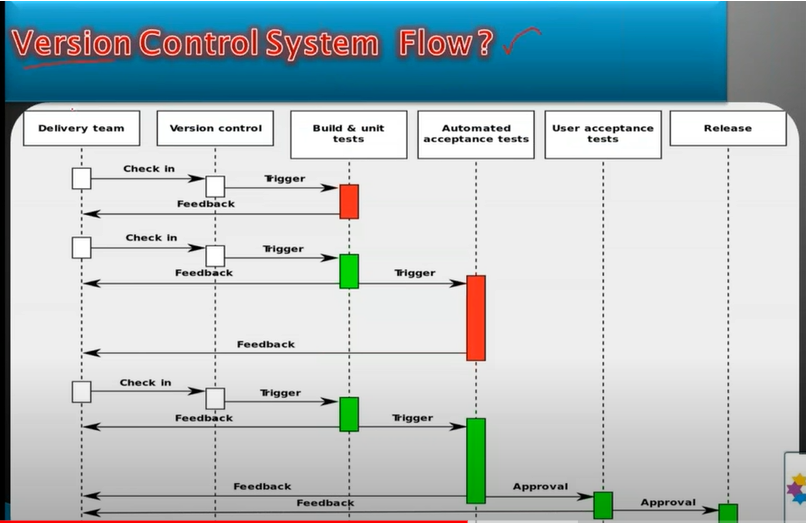 Version Control System Flow?
Delivery team
Version control
Build & unit
tests
Automated
acceptance tests
User acceptance
tests
Release
Check in
Trigger
Feedback
Check in
Trigger
Feedback
Trigger
Feedback
Check in
Trigger
Feedback
Trigger
Feedback
Approval
Feedback
Approval